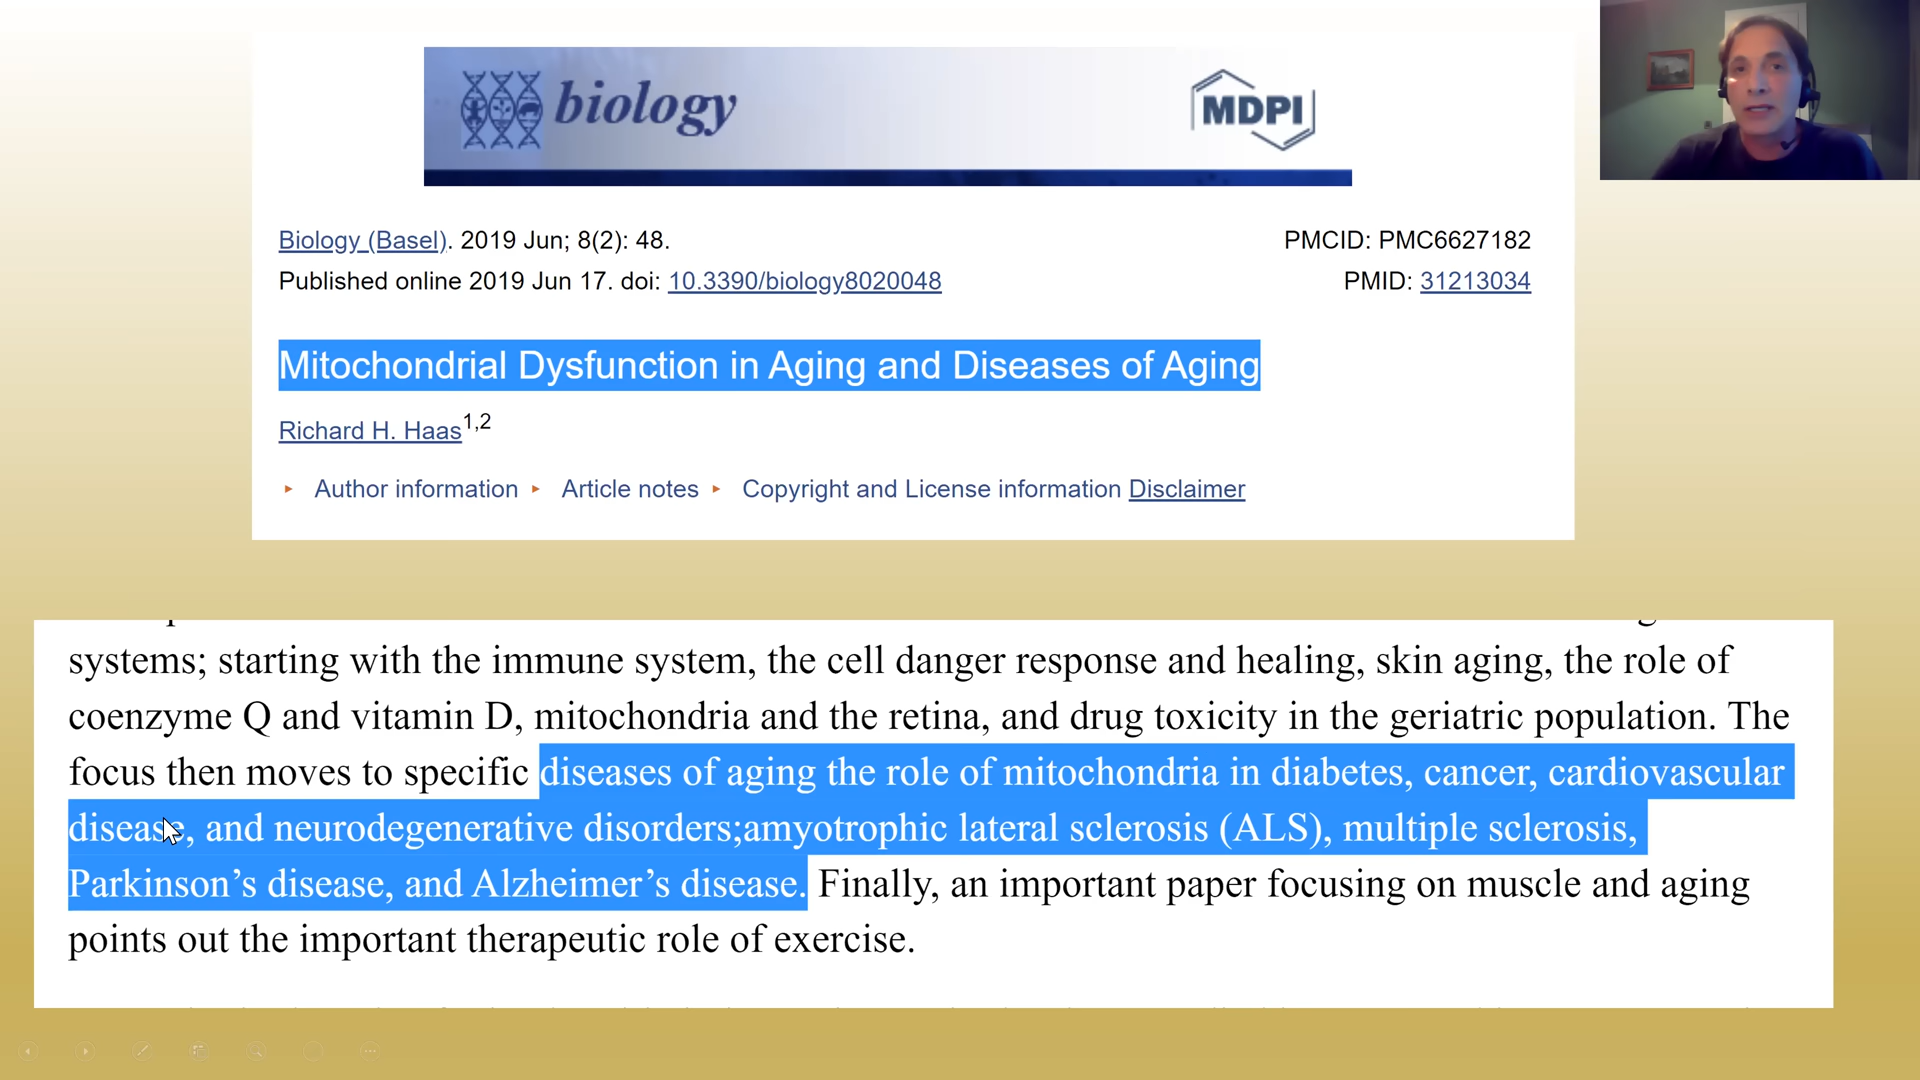 biology
MDPI
Biology (Basel). 2019 Jun; 8(2): 48.
PMCID: PMC6627182
Published online 2019 Jun 17. doi: 10.3390/biology8020048
PMID: 31213034
Mitochondrial Dysfunction in Aging and Diseases of Aging
Richard H. Haas1,2
▸ Author information ▸ Article notes ▸ Copyright and License information Disclaimer
systems; starting with the immune system, the cell danger response and healing, skin aging, the role of
coenzyme Q and vitamin D, mitochondria and the retina, and drug toxicity in the geriatric population. The
focus then moves to specific diseases of aging the role of mitochondria in diabetes, cancer, cardiovascular
disease, and neurodegenerative disorders;amyotrophic lateral sclerosis (ALS), multiple sclerosis,
Parkinson’s disease, and Alzheimer’s disease. Finally, an important paper focusing on muscle and aging
points out the important therapeutic role of exercise.